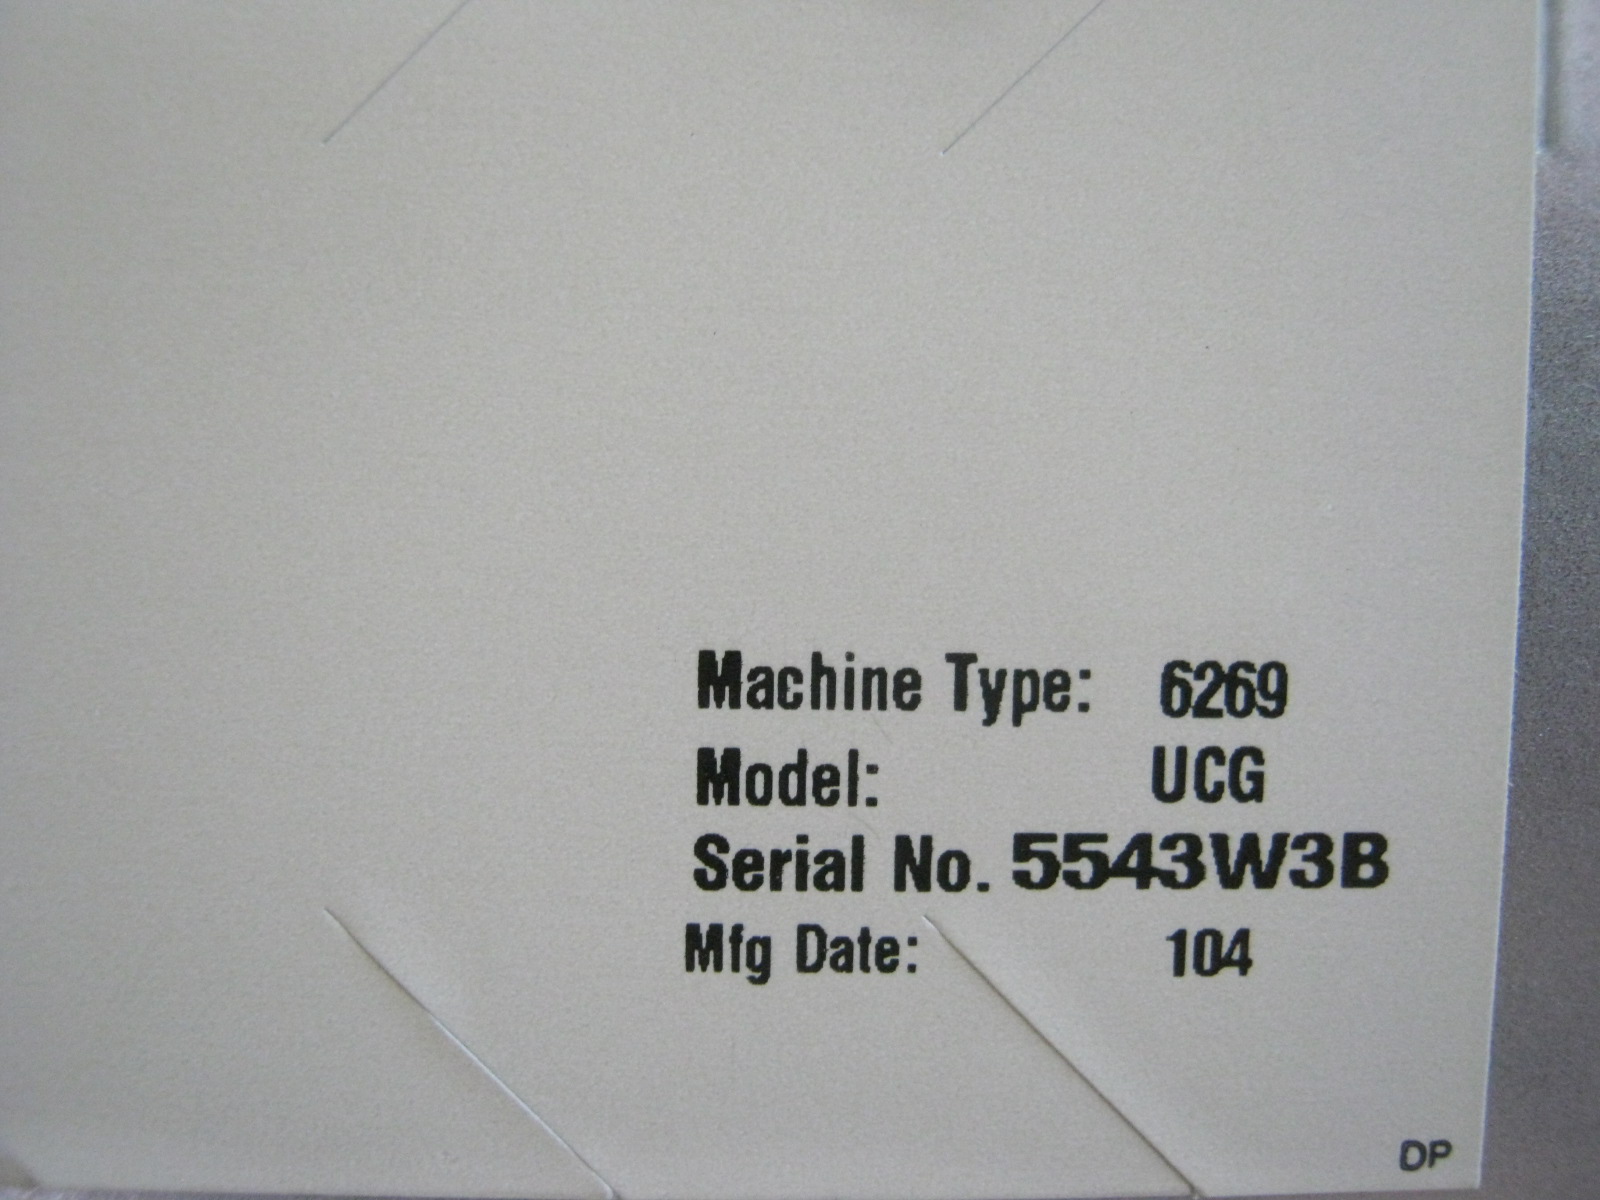 Machine Type: 6269
Model: UCG
Serial No. 5543W3B
Mfg Date: 104
DP